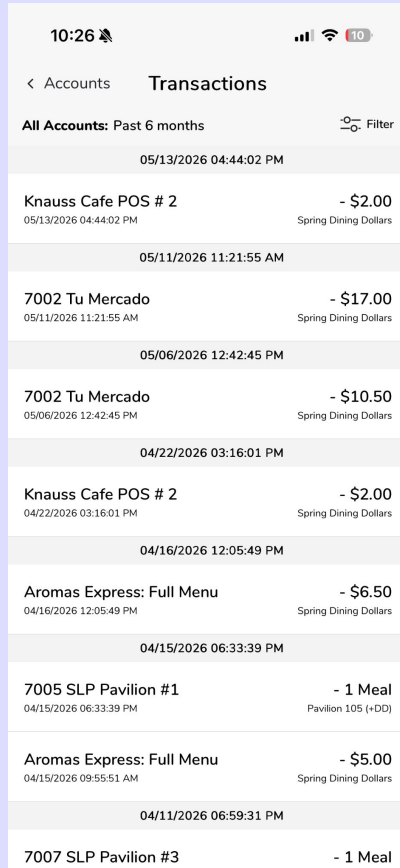 10:26
10
< Accounts
Transactions
All Accounts: Past 6 months
Filter
05/13/2026 04:44:02 PM
Knauss Cafe POS # 2
- $2.00
05/13/2026 04:44:02 PM
Spring Dining Dollars
05/11/2026 11:21:55 AM
7002 Tu Mercado
- $17.00
05/11/2026 11:21:55 AM
Spring Dining Dollars
05/06/2026 12:42:45 PM
7002 Tu Mercado
- $10.50
05/06/2026 12:42:45 PM
Spring Dining Dollars
04/22/2026 03:16:01 PM
Knauss Cafe POS # 2
- $2.00
04/22/2026 03:16:01 PM
Spring Dining Dollars
04/16/2026 12:05:49 PM
Aromas Express: Full Menu
- $6.50
04/16/2026 12:05:49 PM
Spring Dining Dollars
04/15/2026 06:33:39 PM
7005 SLP Pavilion #1
- 1 Meal
04/15/2026 06:33:39 PM
Pavilion 105 (+DD)
Aromas Express: Full Menu
- $5.00
04/15/2026 09:55:51 AM
Spring Dining Dollars
04/11/2026 06:59:31 PM
7007 SLP Pavilion #3
- 1 Meal